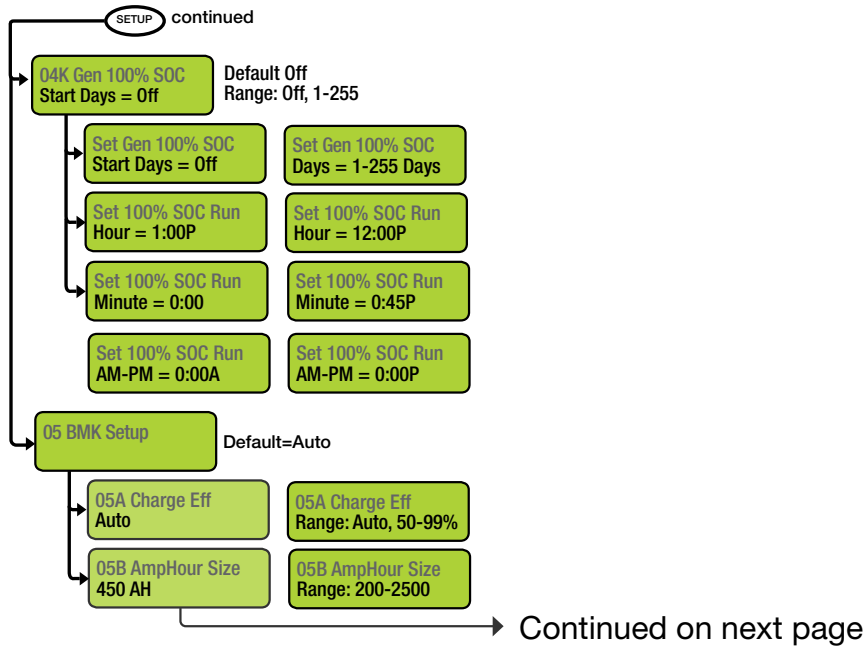 SETUP continued
04K Gen 100% SOC
Start Days = Off
Default Off
Range: Off, 1-255
Set Gen 100% SOC
Start Days = Off
Set Gen 100% SOC
Days = 1-255 Days
Set 100% SOC Run
Hour = 1:00P
Set 100% SOC Run
Hour = 12:00P
Set 100% SOC Run
Minute = 0:00
Set 100% SOC Run
Minute = 0:45P
Set 100% SOC Run
AM-PM = 0:00A
Set 100% SOC Run
AM-PM = 0:00P
05 BMK Setup
Default=Auto
05A Charge Eff
Auto
05A Charge Eff
Range: Auto, 50-99%
05B AmpHour Size
450 AH
05B AmpHour Size
Range: 200-2500
Continued on next page